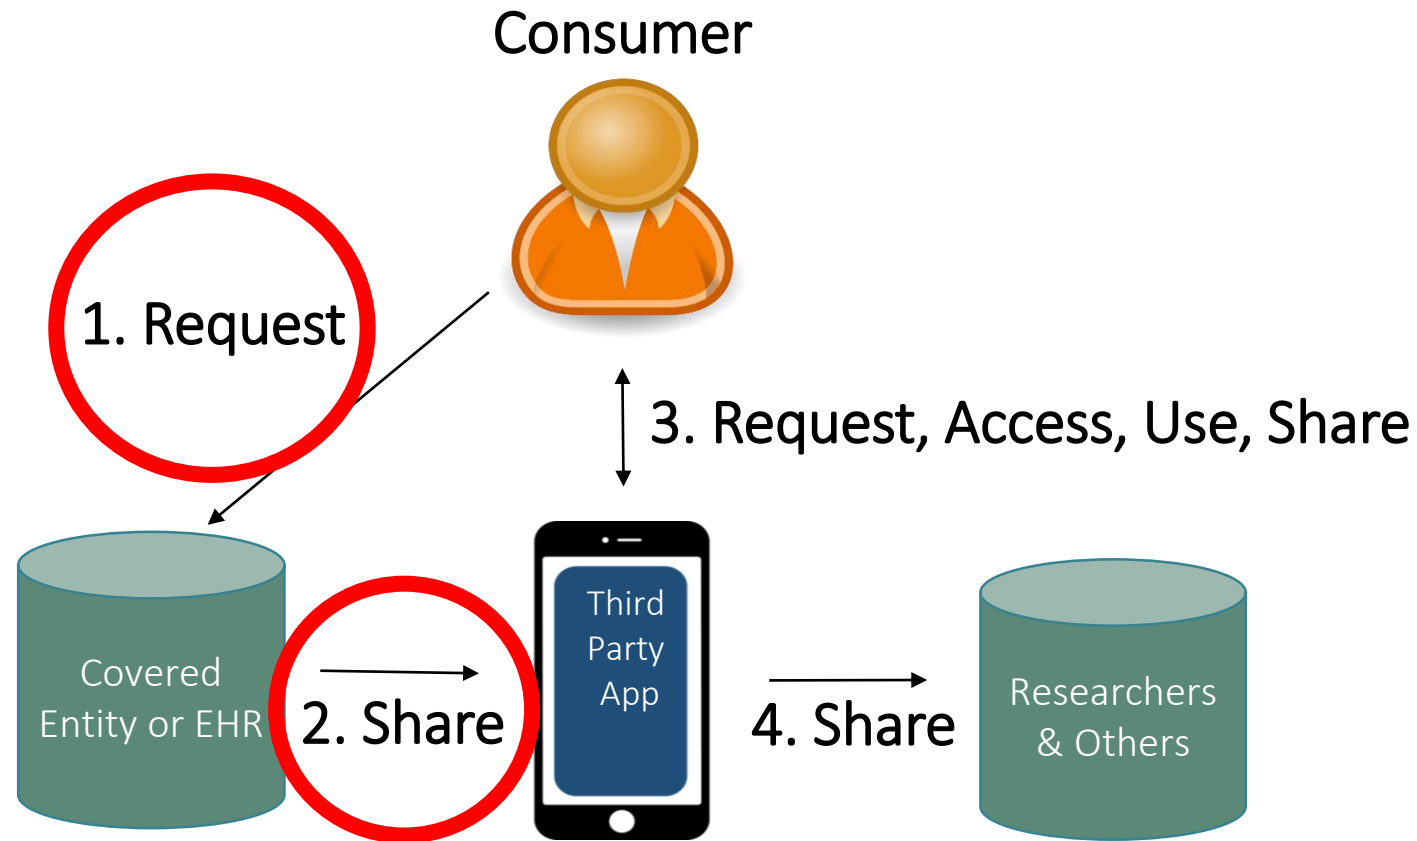 Consumer
1. Request
3. Request, Access, Use, Share
Covered
Entity or EHR
2. Share
Third
Party
App
4. Share
Researchers
& Others